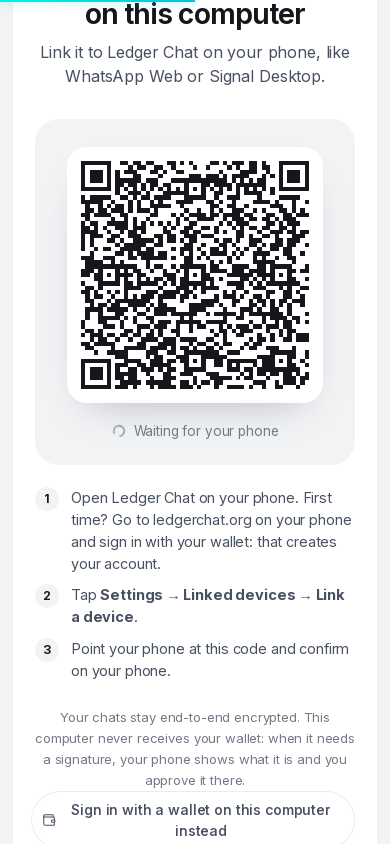 on this computer
Link it to Ledger Chat on your phone, like
WhatsApp Web or Signal Desktop.
Waiting for your phone
1 Open Ledger Chat on your phone. First
time? Go to ledgerchat.org on your phone
and sign in with your wallet: that creates
your account.
2 Tap Settings → Linked devices → Link
a device.
3 Point your phone at this code and confirm
on your phone.
Your chats stay end-to-end encrypted. This
computer never receives your wallet: when it needs
a signature, your phone shows what it is and you
approve it there.
Sign in with a wallet on this computer
instead